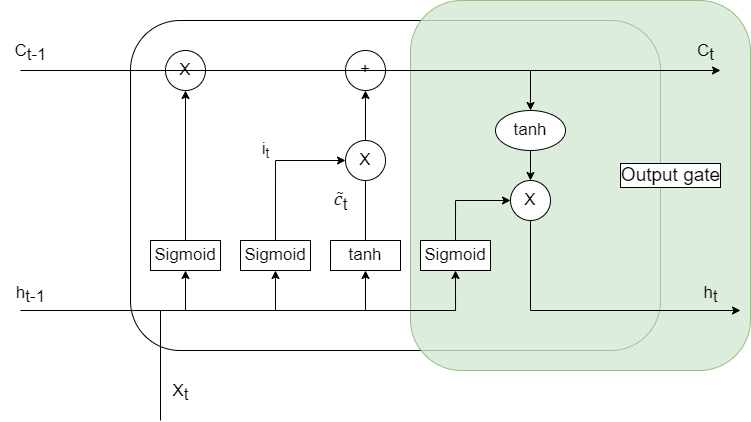 Ct-1
Ct
X
+
tanh
it
X
c̃t
X
Output gate
Sigmoid
Sigmoid
tanh
Sigmoid
ht-1
ht
Xt